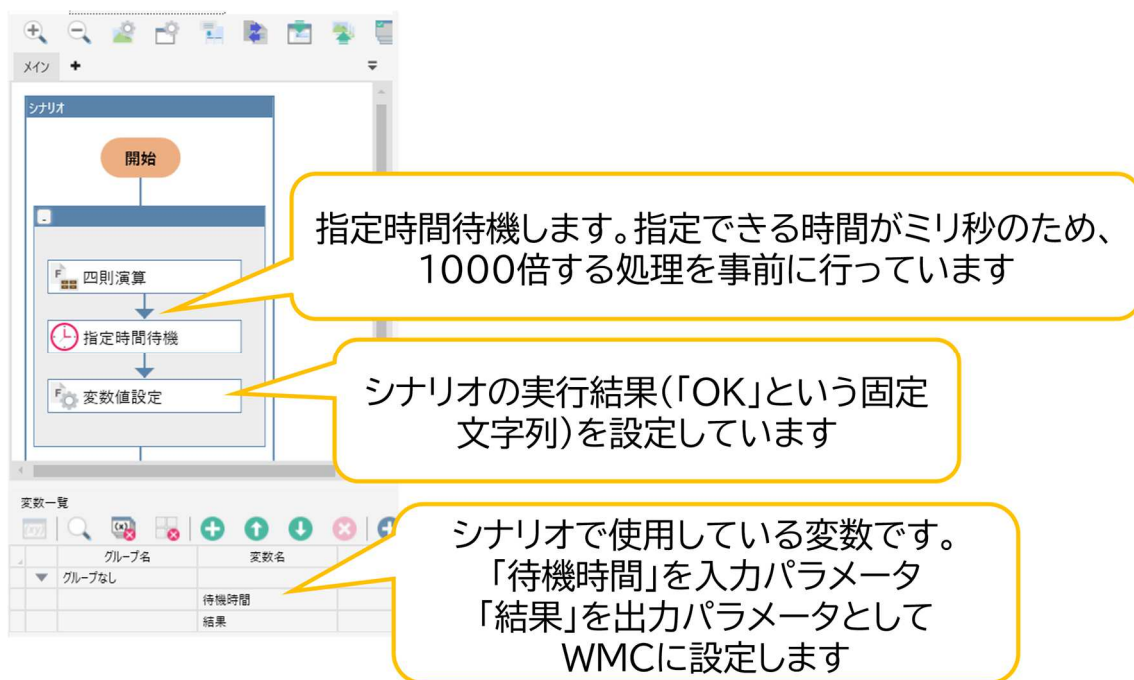 メイン
シナリオ
開始
四則演算
指定時間待機
変数値設定
指定時間待機します。指定できる時間がミリ秒のため、
1000倍する処理を事前に行っています
シナリオの実行結果(「OK」という固定
文字列)を設定しています
変数一覧
グループ名 変数名
グループなし
待機時間
結果
シナリオで使用している変数です。
「待機時間」を入力パラメータ
「結果」を出力パラメータとして
WMCに設定します